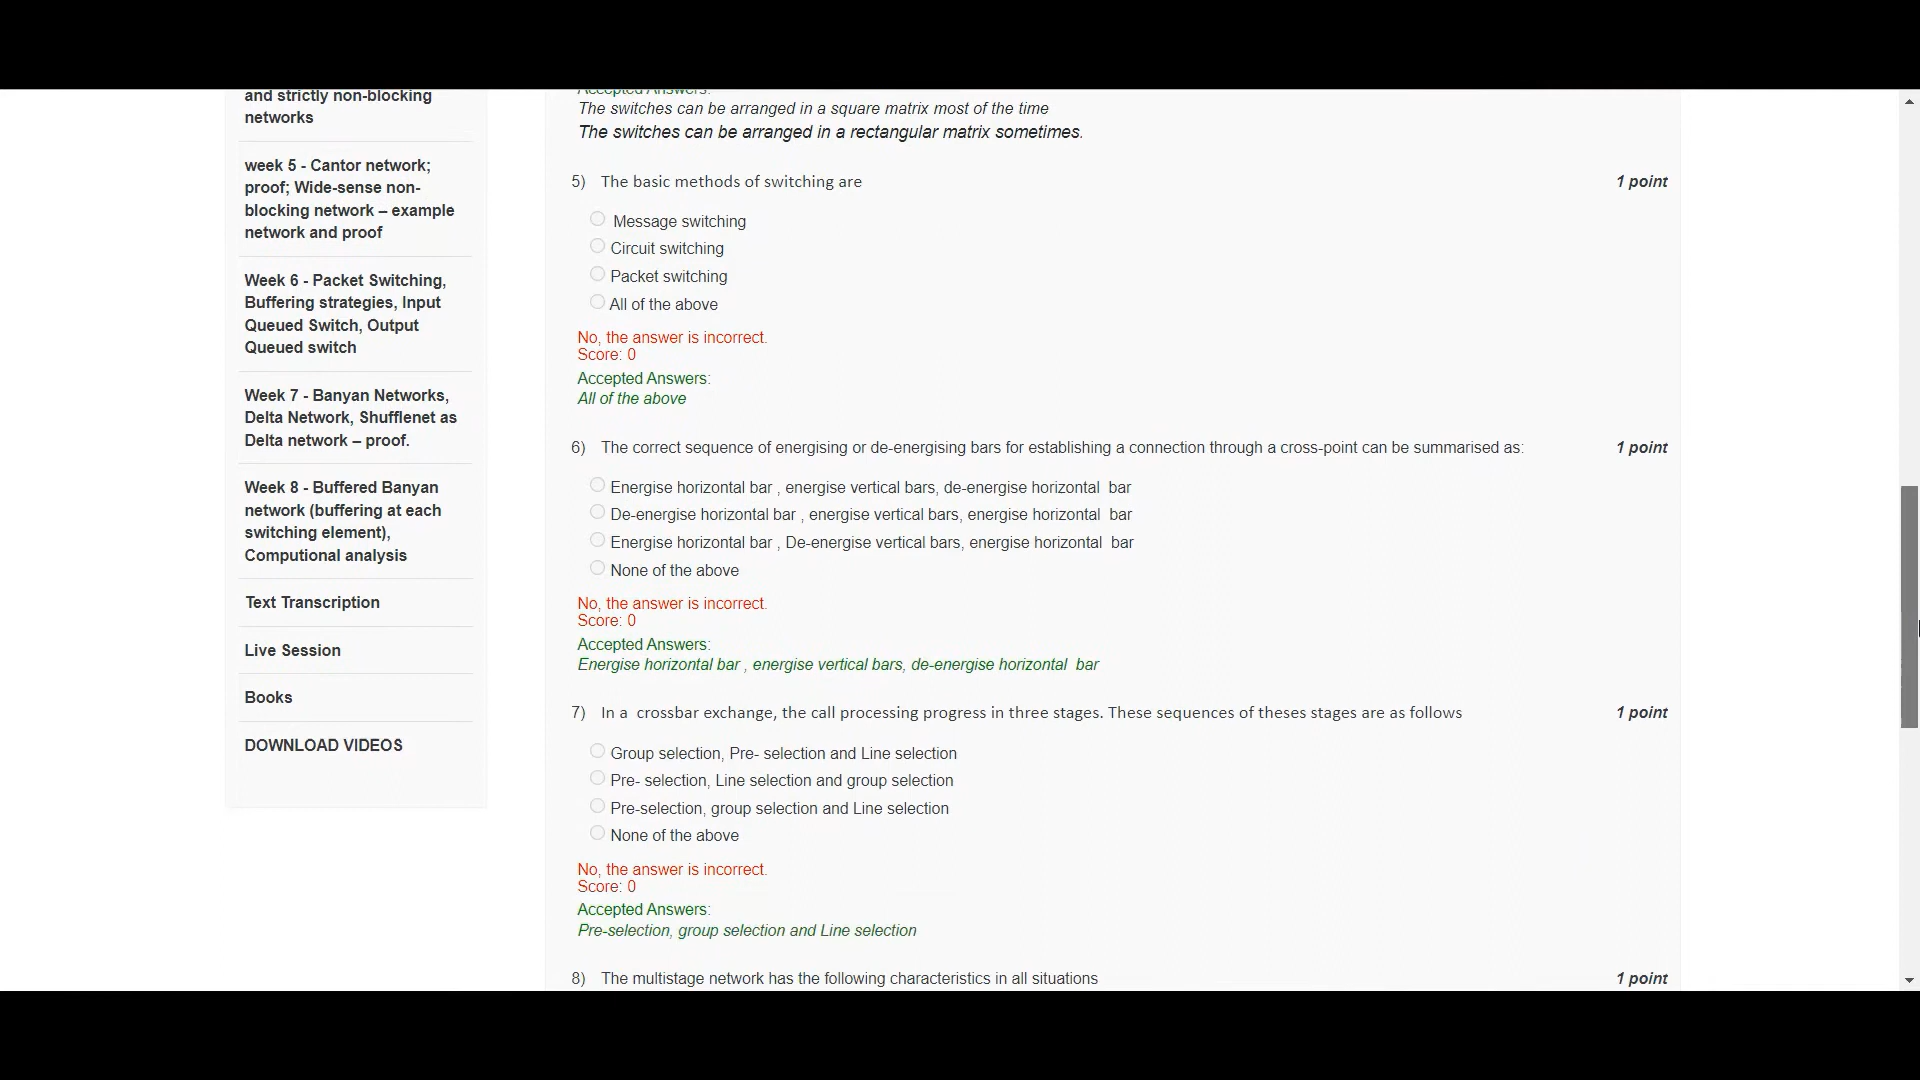 and strictly non-blocking
networks
week 5 - Cantor network;
proof; Wide-sense non-
blocking network – example
network and proof
Week 6 - Packet Switching,
Buffering strategies, Input
Queued Switch, Output
Queued switch
Week 7 - Banyan Networks,
Delta Network, Shufflenet as
Delta network – proof.
Week 8 - Buffered Banyan
network (buffering at each
switching element),
Computional analysis
Text Transcription
Live Session
Books
DOWNLOAD VIDEOS
Accepted Answers:
The switches can be arranged in a square matrix most of the time
The switches can be arranged in a rectangular matrix sometimes.
5) The basic methods of switching are 1 point
Message switching
Circuit switching
Packet switching
All of the above
No, the answer is incorrect.
Score: 0
Accepted Answers:
All of the above
6) The correct sequence of energising or de-energising bars for establishing a connection through a cross-point can be summarised as: 1 point
Energise horizontal bar , energise vertical bars, de-energise horizontal bar
De-energise horizontal bar , energise vertical bars, energise horizontal bar
Energise horizontal bar , De-energise vertical bars, energise horizontal bar
None of the above
No, the answer is incorrect.
Score: 0
Accepted Answers:
Energise horizontal bar , energise vertical bars, de-energise horizontal bar
7) In a crossbar exchange, the call processing progress in three stages. These sequences of theses stages are as follows 1 point
Group selection, Pre- selection and Line selection
Pre- selection, Line selection and group selection
Pre-selection, group selection and Line selection
None of the above
No, the answer is incorrect.
Score: 0
Accepted Answers:
Pre-selection, group selection and Line selection
8) The multistage network has the following characteristics in all situations 1 point